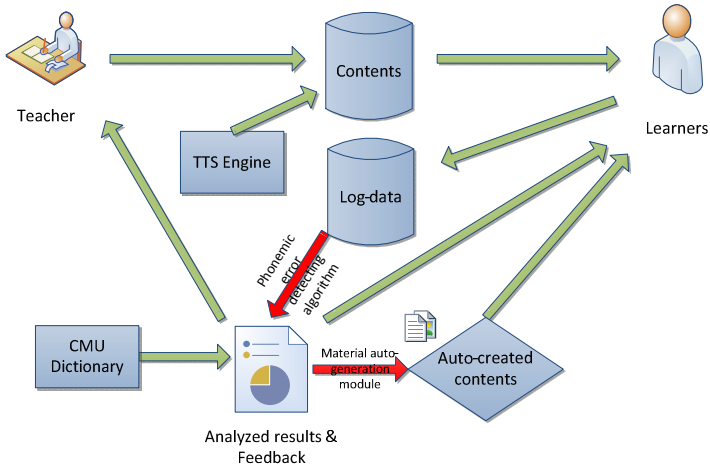 Contents
Teacher
Learners
TTS Engine
Log-data
Phonemic
error
detecting
algorithm
CMU
Dictionary
Material auto-
generation
module
Auto-created
contents
Analyzed results &
Feedback